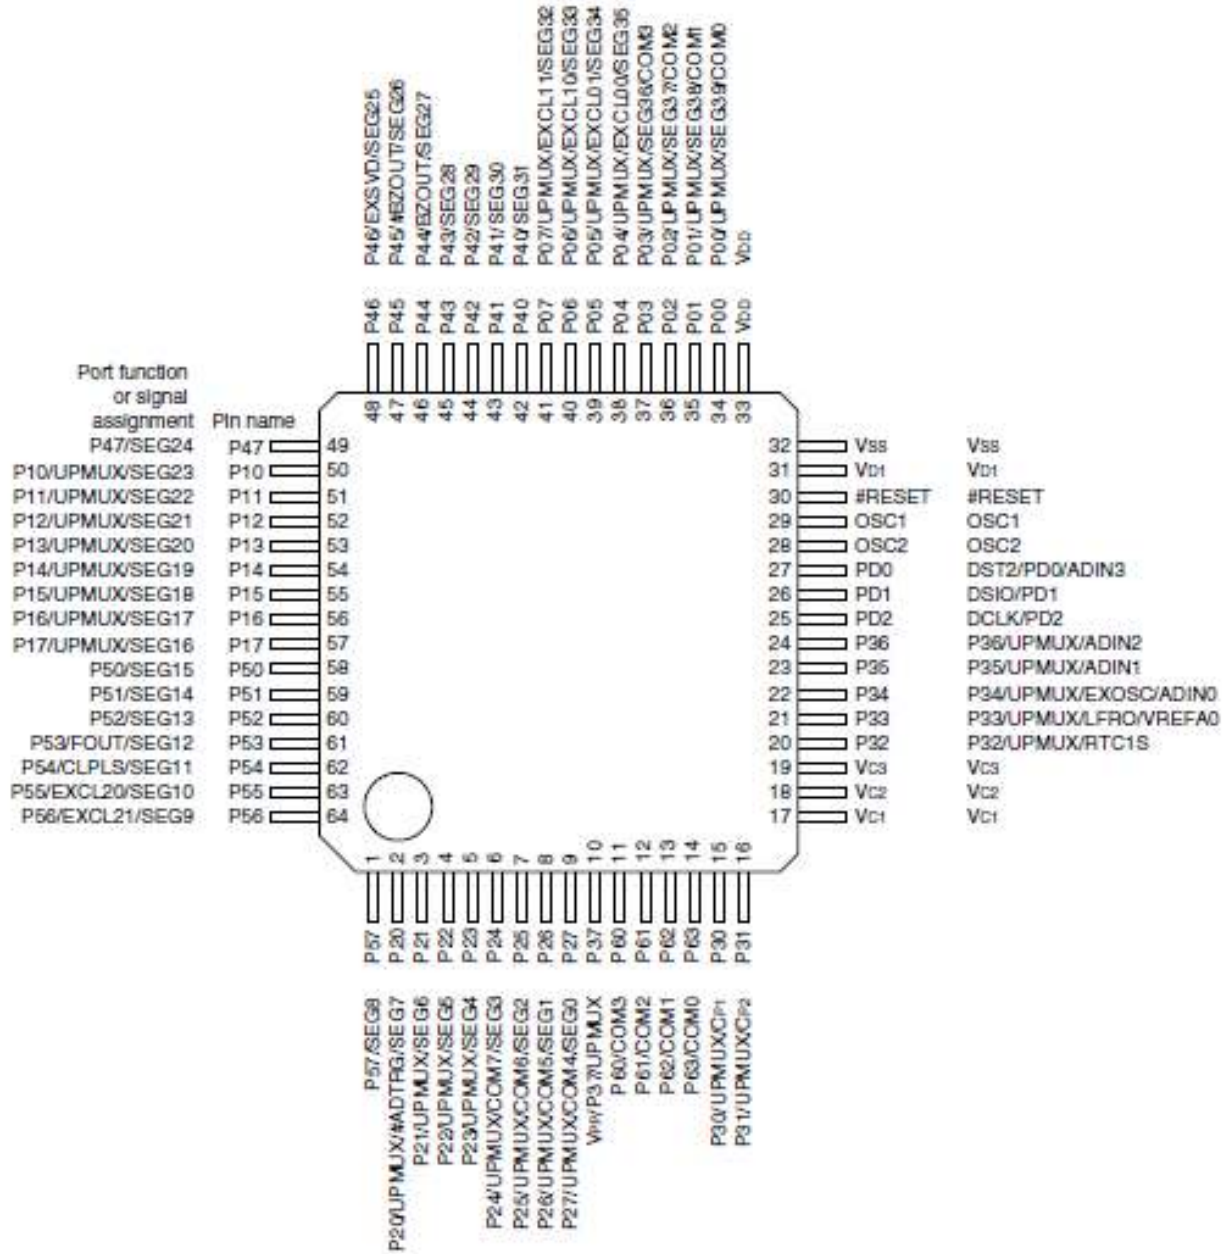 P46/EXSVD/SEG25
P45/#BZOUT/SEG26
P44/BZOUT/SEG27
P43/SEG28
P42/SEG29
P41/SEG30
P40/SEG31
P07/UPMUX/EXCL11/SEG32
P06/UPMUX/EXCL10/SEG33
P05/UPMUX/EXCL01/SEG34
P04/UPMUX/EXCL00/SEG35
P03/UPMUX/SEG36/COM3
P02/UPMUX/SEG37/COM2
P01/UPMUX/SEG38/COM1
P00/UPMUX/SEG39/COM0
VDD
P46
P45
P44
P43
P42
P41
P40
P07
P06
P05
P04
P03
P02
P01
P00
VDD
48
47
46
45
44
43
42
41
40
39
38
37
36
35
34
33
Port function
or signal
assignment Pin name
P47/SEG24 P47 49
P10/UPMUX/SEG23 P10 50
P11/UPMUX/SEG22 P11 51
P12/UPMUX/SEG21 P12 52
P13/UPMUX/SEG20 P13 53
P14/UPMUX/SEG19 P14 54
P15/UPMUX/SEG18 P15 55
P16/UPMUX/SEG17 P16 56
P17/UPMUX/SEG16 P17 57
P50/SEG15 P50 58
P51/SEG14 P51 59
P52/SEG13 P52 60
P53/FOUT/SEG12 P53 61
P54/CLPLS/SEG11 P54 62
P55/EXCL20/SEG10 P55 63
P56/EXCL21/SEG9 P56 64
32 VSS VSS
31 VD1 VD1
30 #RESET #RESET
29 OSC1 OSC1
28 OSC2 OSC2
27 PD0 DST2/PD0/ADIN3
26 PD1 DSIO/PD1
25 PD2 DCLK/PD2
24 P36 P36/UPMUX/ADIN2
23 P35 P35/UPMUX/ADIN1
22 P34 P34/UPMUX/EXOSC/ADIN0
21 P33 P33/UPMUX/LFRO/VREFA0
20 P32 P32/UPMUX/RTC1S
19 VC3 VC3
18 VC2 VC2
17 VC1 VC1
1
2
3
4
5
6
7
8
9
10
11
12
13
14
15
16
P57
P20
P21
P22
P23
P24
P25
P26
P27
P37
P60
P61
P62
P63
P30
P31
P57/SEG8
P20/UPMUX/#ADTRG/SEG7
P21/UPMUX/SEG6
P22/UPMUX/SEG5
P23/UPMUX/SEG4
P24/UPMUX/COM7/SEG3
P25/UPMUX/COM6/SEG2
P26/UPMUX/COM5/SEG1
P27/UPMUX/COM4/SEG0
VPP/P37/UPMUX
P60/COM3
P61/COM2
P62/COM1
P63/COM0
P30/UPMUX/CP1
P31/UPMUX/CP2